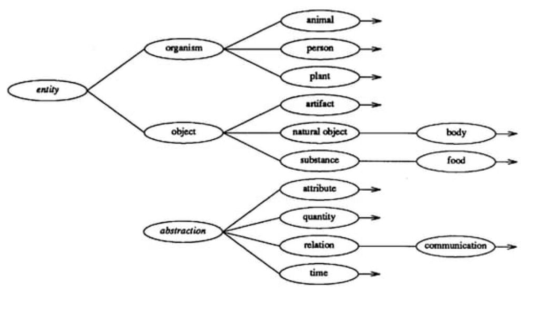 animal
organism
person
plant
entity
artifact
object
natural object
body
substance
food
attribute
quantity
abstraction
relation
communication
time